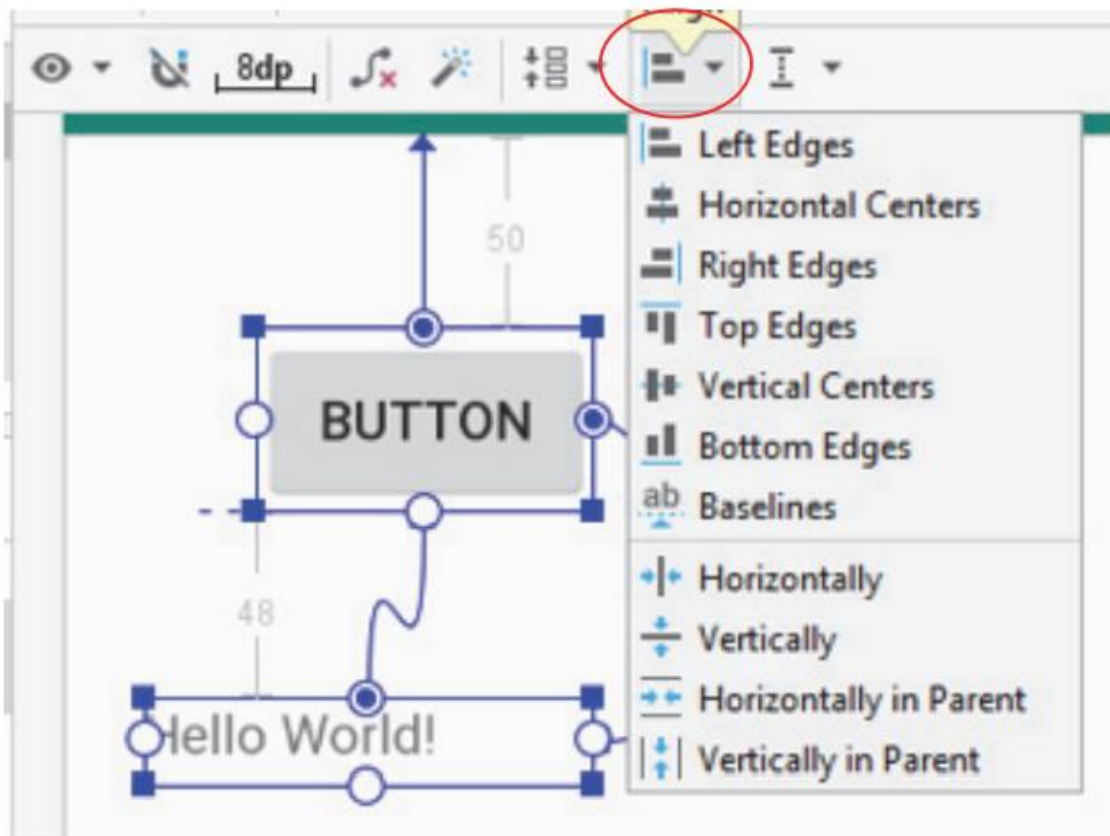 8dp
Left Edges
Horizontal Centers
Right Edges
Top Edges
Vertical Centers
Bottom Edges
ab
Baselines
Horizontally
Vertically
Horizontally in Parent
Vertically in Parent
50
BUTTON
48
Hello World!